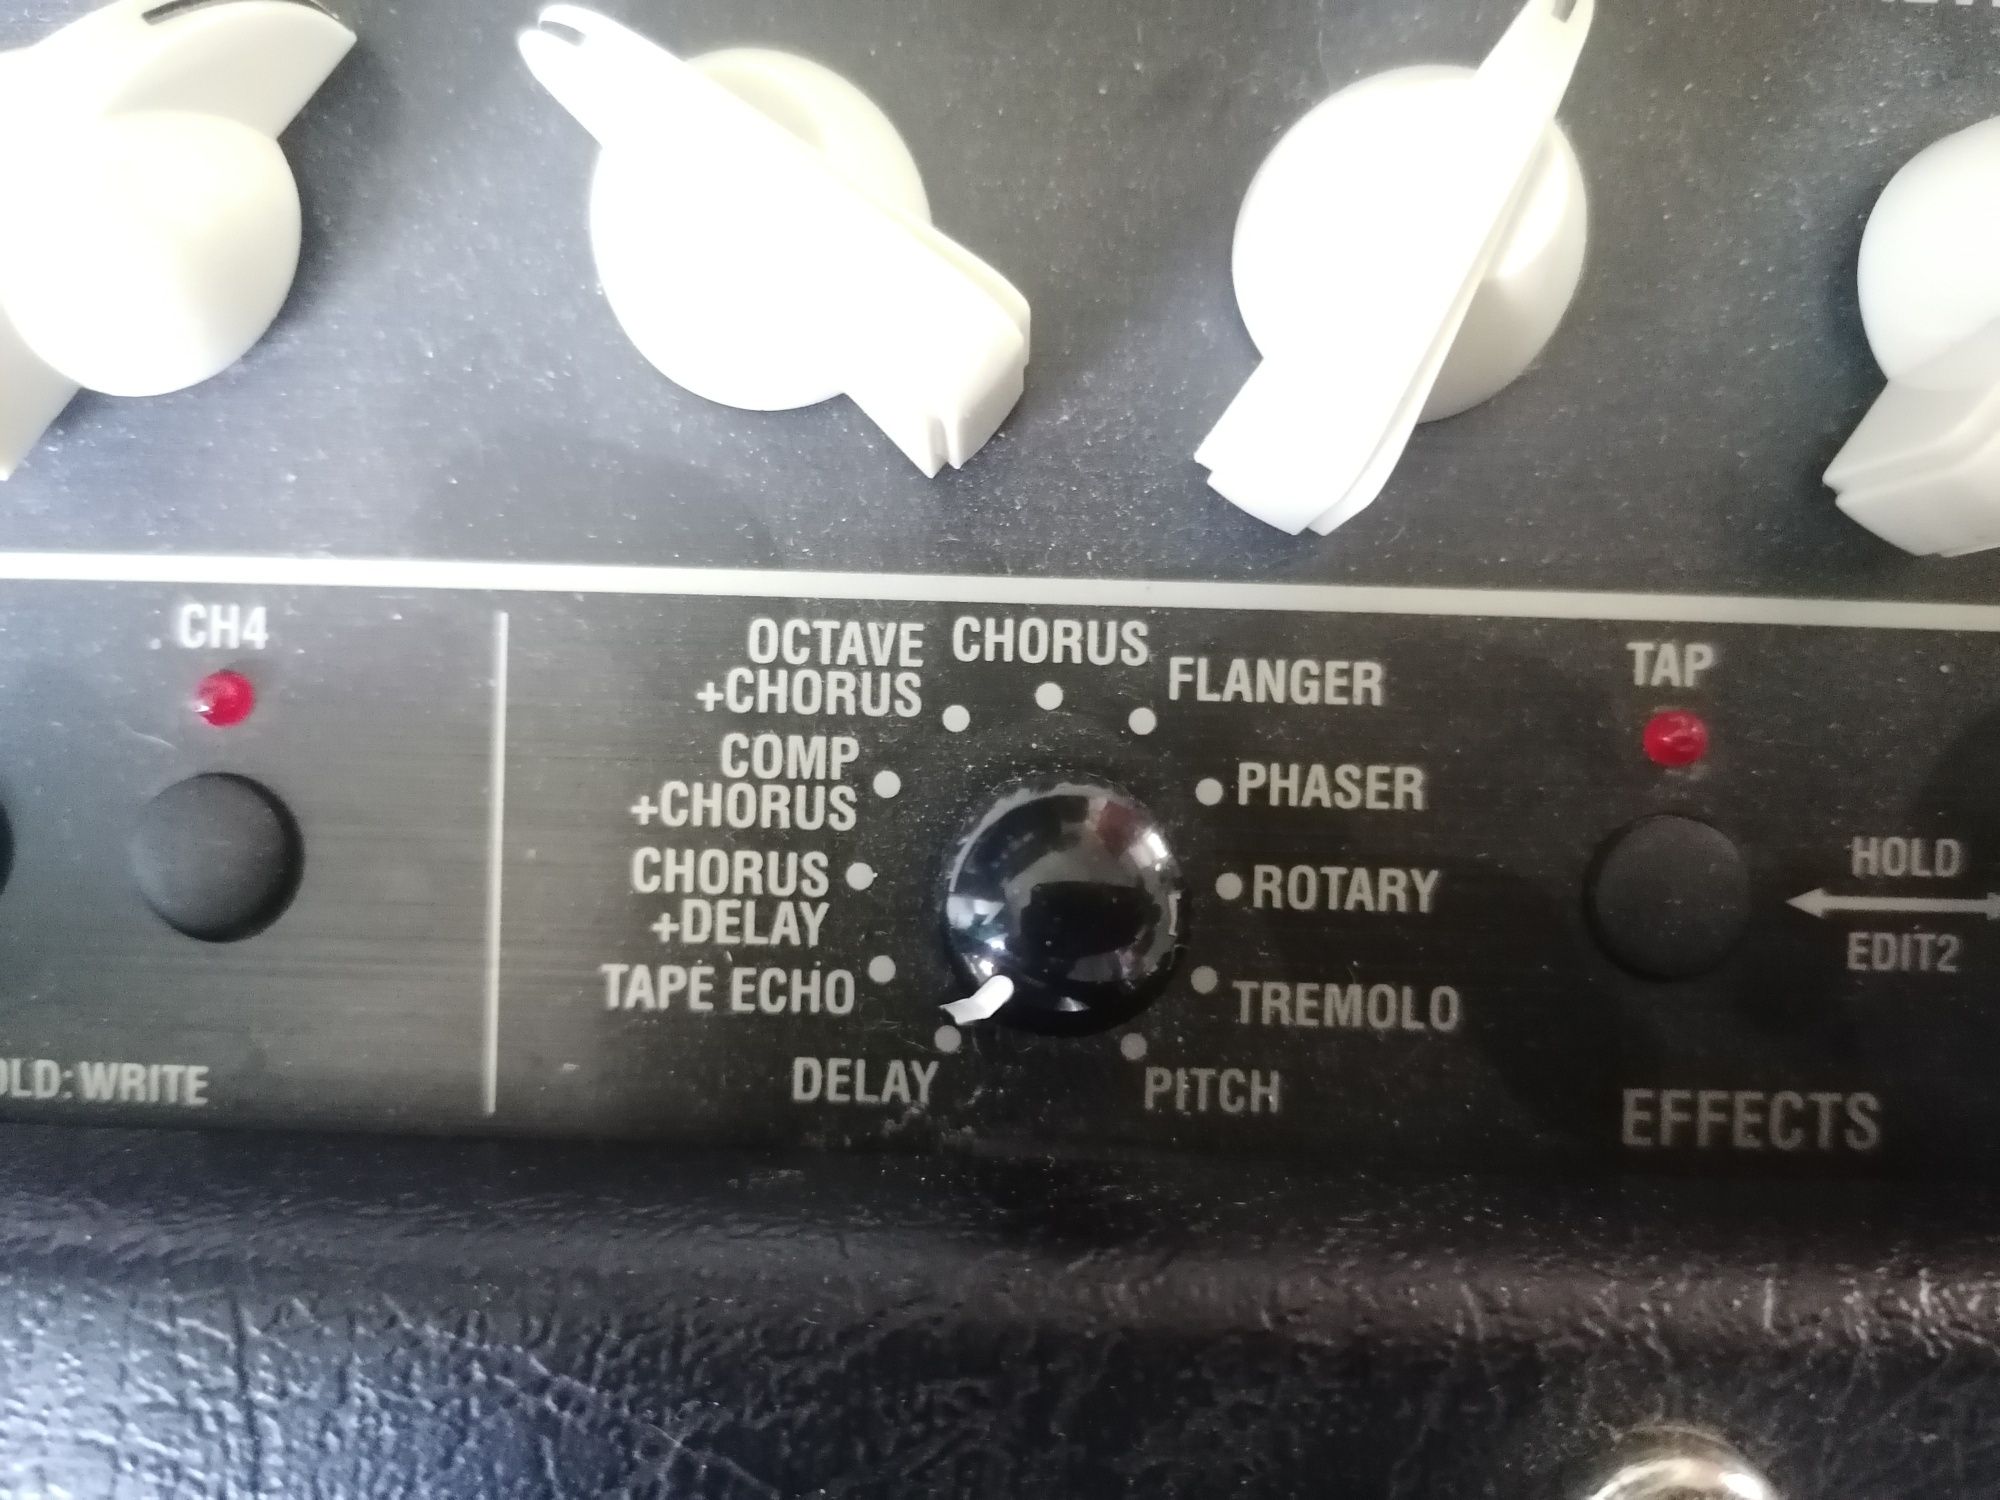 CH4
OCTAVE
+CHORUS
CHORUS
FLANGER
TAP
COMP
+CHORUS
PHASER
CHORUS
+DELAY
ROTARY
HOLD
EDIT2
TAPE ECHO
TREMOLO
OLD:WRITE
DELAY
PITCH
EFFECTS